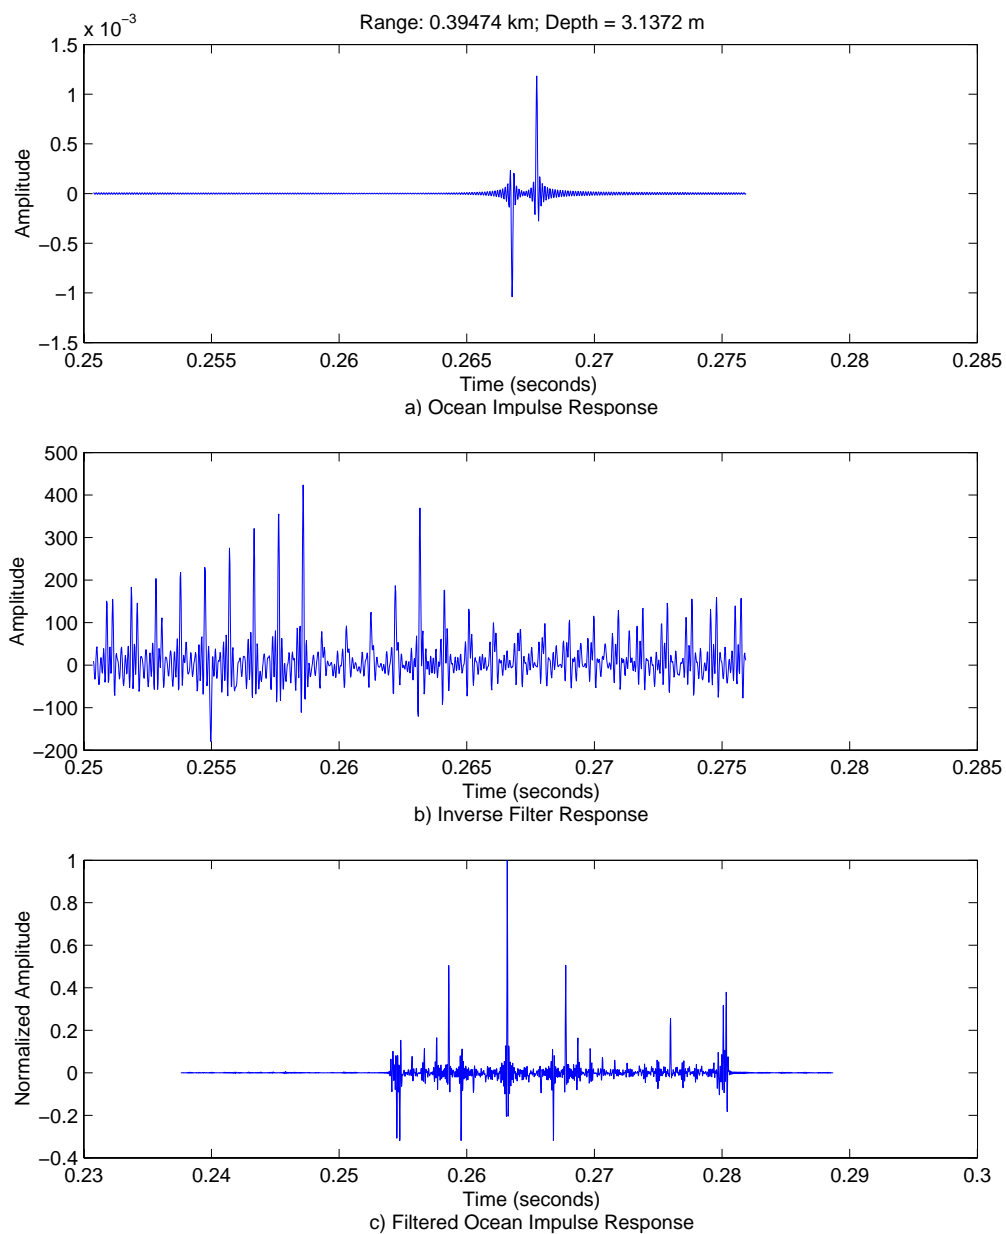 Range: 0.39474 km; Depth = 3.1372 m
x 10⁻³
1.5
1
0.5
0
−0.5
−1
−1.5
Amplitude
0.25 0.255 0.26 0.265 0.27 0.275 0.28 0.285
Time (seconds)
a) Ocean Impulse Response
500
400
300
200
100
0
−100
−200
Amplitude
0.25 0.255 0.26 0.265 0.27 0.275 0.28 0.285
Time (seconds)
b) Inverse Filter Response
1
0.8
0.6
0.4
0.2
0
−0.2
−0.4
Normalized Amplitude
0.23 0.24 0.25 0.26 0.27 0.28 0.29 0.3
Time (seconds)
c) Filtered Ocean Impulse Response